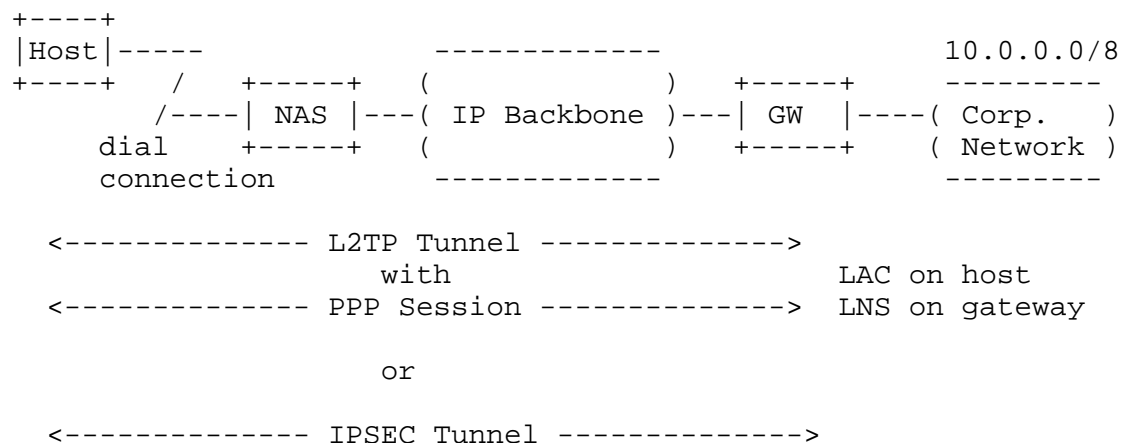 +----+
|Host|----- ------------- 10.0.0.0/8
+----+ / +-----+ ( ) +-----+ ---------
/----| NAS |---( IP Backbone )---| GW |----( Corp. )
dial +-----+ ( ) +-----+ ( Network )
connection ------------- ---------
<-------------- L2TP Tunnel -------------->
with LAC on host
<-------------- PPP Session --------------> LNS on gateway
or
<-------------- IPSEC Tunnel -------------->